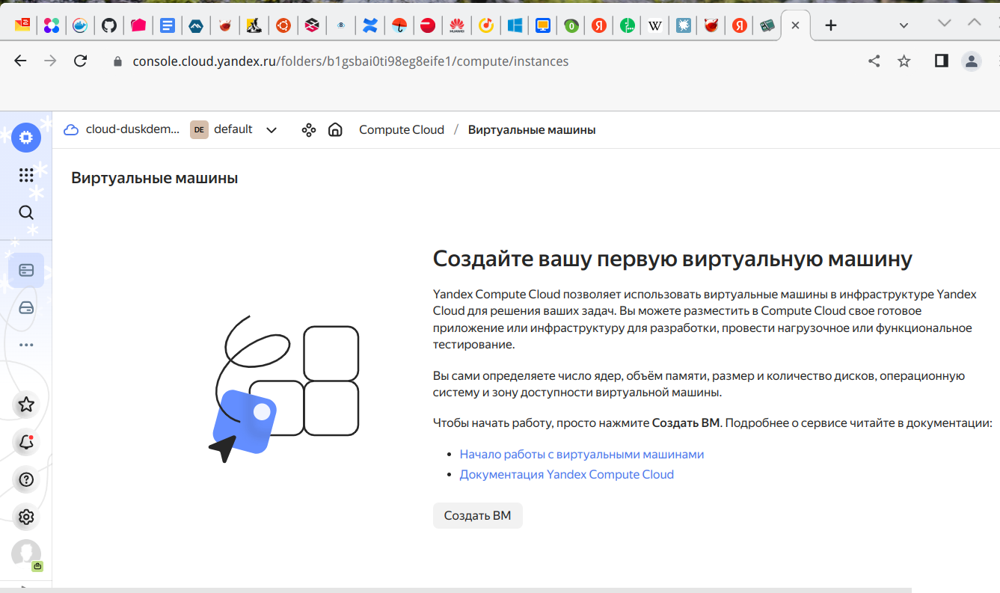 console.cloud.yandex.ru/folders/b1gsbai0ti98eg8eife1/compute/instances
cloud-duskdem... DE default Compute Cloud / Виртуальные машины
Виртуальные машины
Создайте вашу первую виртуальную машину
Yandex Compute Cloud позволяет использовать виртуальные машины в инфраструктуре Yandex
Cloud для решения ваших задач. Вы можете разместить в Compute Cloud свое готовое
приложение или инфраструктуру для разработки, провести нагрузочное или функциональное
тестирование.
Вы сами определяете число ядер, объём памяти, размер и количество дисков, операционную
систему и зону доступности виртуальной машины.
Чтобы начать работу, просто нажмите Создать ВМ. Подробнее о сервисе читайте в документации:
• Начало работы с виртуальными машинами
• Документация Yandex Compute Cloud
Создать ВМ